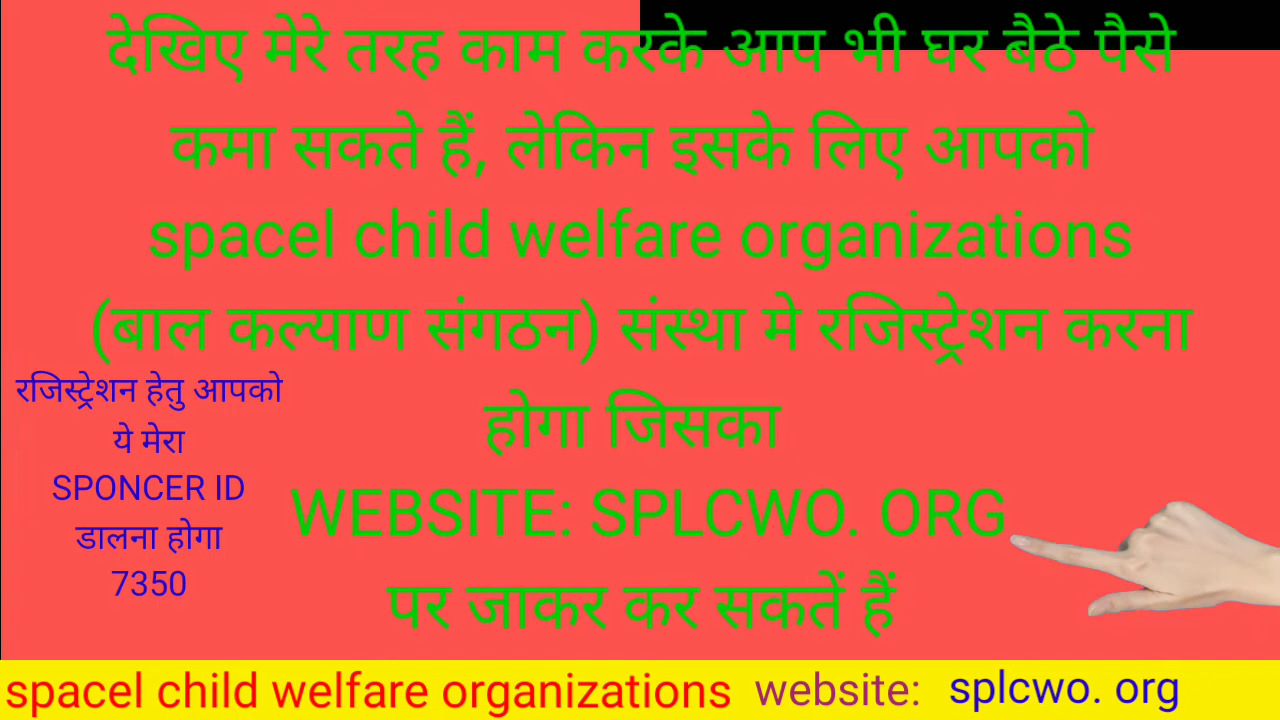 देखिए मेरे तरह काम करके आप भी घर बैठे पैसे
कमा सकते हैं, लेकिन इसके लिए आपको
spacel child welfare organizations
(बाल कल्याण संगठन) संस्था मे रजिस्ट्रेशन करना
होगा जिसका
WEBSITE: SPLCWO. ORG
पर जाकर कर सकतें हैं
रजिस्ट्रेशन हेतु आपको
ये मेरा
SPONCER ID
डालना होगा
7350
spacel child welfare organizations website: splcwo. org